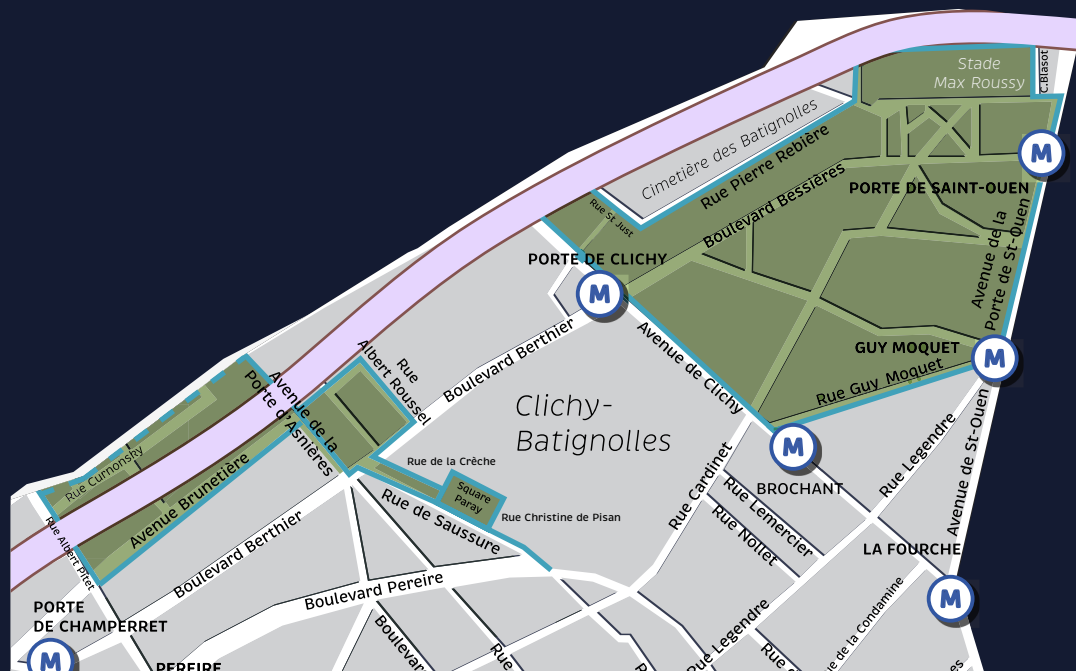 Stade
Max Roussy
C.Blasot
Cimetière des Batignolles
Rue Pierre Rebière
M
PORTE DE SAINT-OUEN
Boulevard Bessières
Rue St Just
Avenue de la
Porte de St-Ouen
PORTE DE CLICHY
M
Avenue de Clichy
GUY MOQUET
M
Rue Guy Moquet
Boulevard Berthier
Rue
Albert Roussel
Avenue de la
Porte d'Asnières
Clichy-
Batignolles
Rue Curnonsky
Avenue Brunetière
Rue de la Crèche
Square
Paray
Rue Christine de Pisan
Rue de Saussure
M
BROCHANT
Rue Cardinet
Rue Lemercier
Rue Nollet
Rue Legendre
Avenue de St-Ouen
Rue Albert Pitet
Boulevard Berthier
Boulevard Pereire
LA FOURCHE
M
PORTE
DE CHAMPERRET
M
PEREIRE
Boulevard
Rue
Rue Legendre
Rue
ue de la Condamine